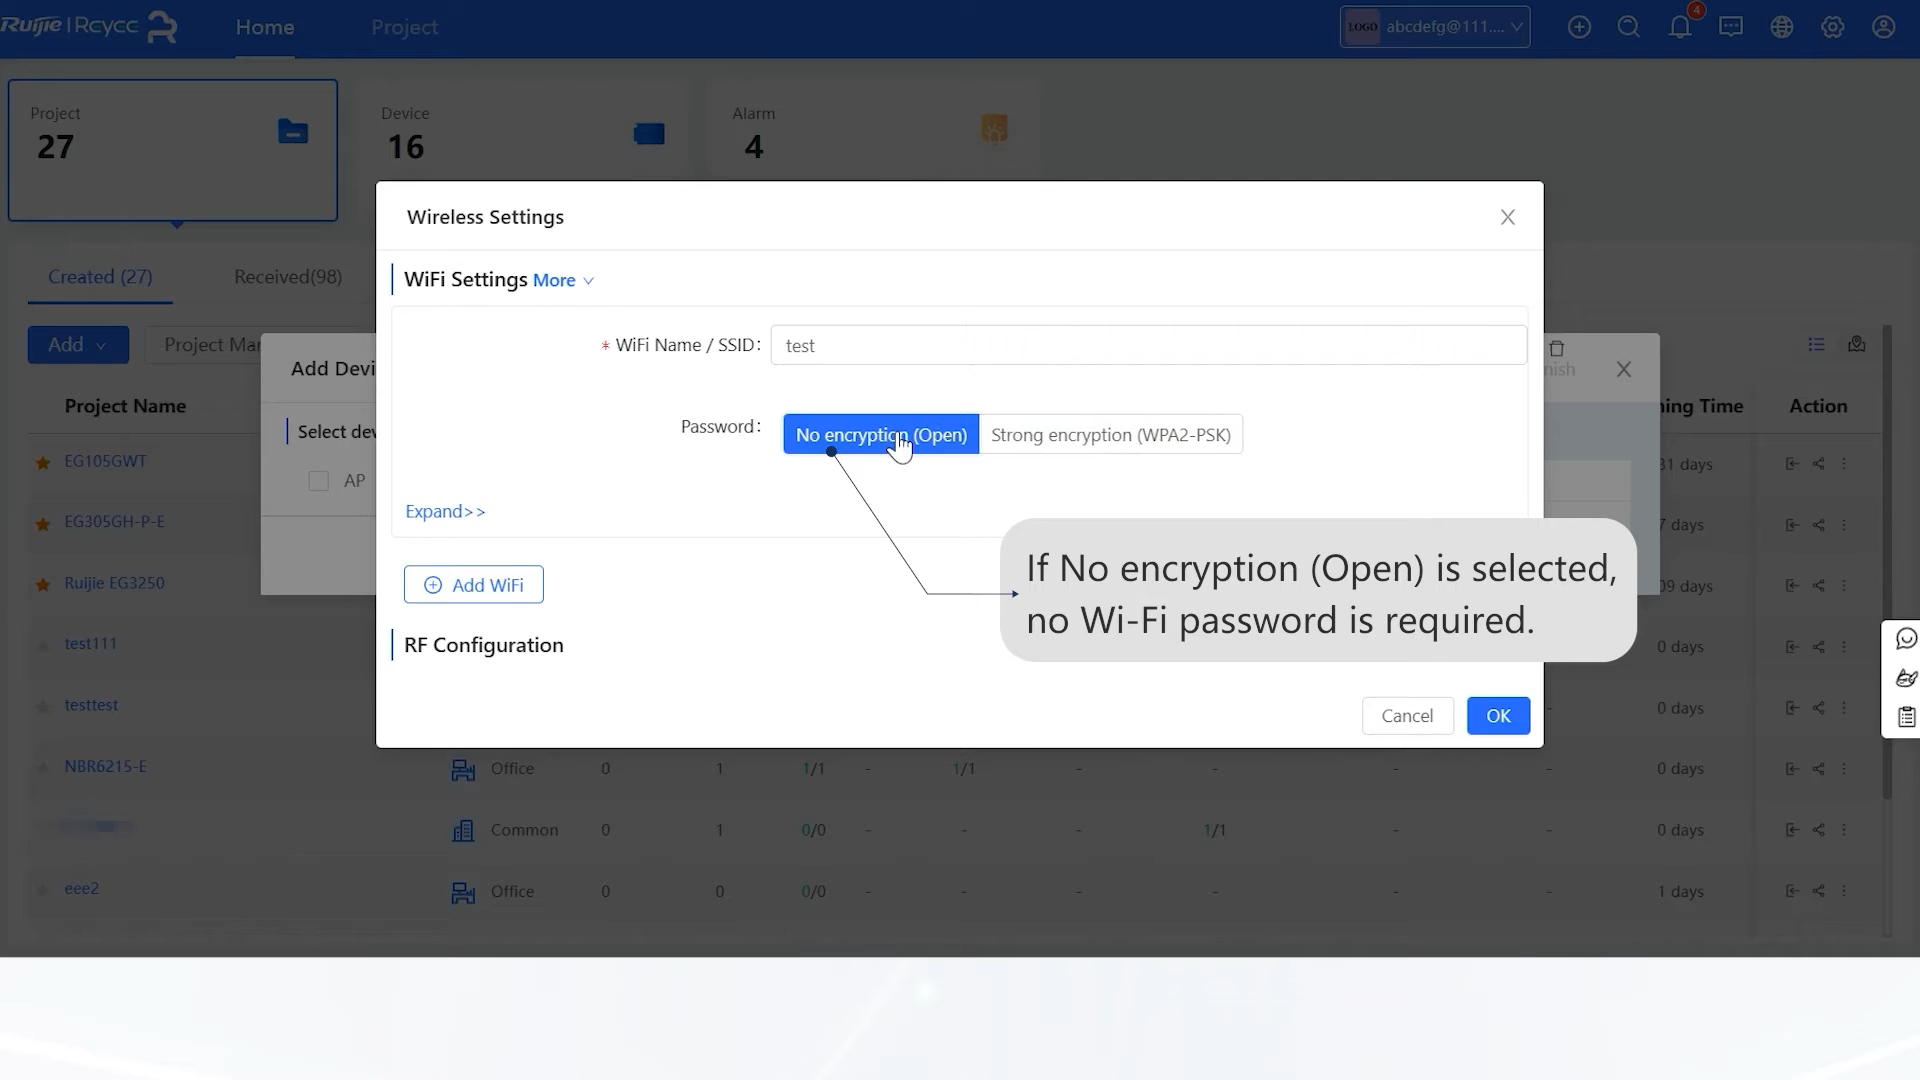 Ruijie | Rcycc
Home
Project
LOGO
abcdefg@111....
4
Project
27
Device
16
Alarm
4
Wireless Settings
WiFi Settings More
* WiFi Name / SSID:
test
Password:
No encryption (Open)
Strong encryption (WPA2-PSK)
Expand>>
If No encryption (Open) is selected,
no Wi-Fi password is required.
Add WiFi
RF Configuration
Cancel
OK
Created (27)
Received(98)
Add
Project Mar
Add Devi
nish
Select dev
AP
Project Name
ning Time
Action
EG105GWT
31 days
EG305GH-P-E
7 days
Ruijie EG3250
09 days
test111
0 days
testtest
-
0 days
NBR6215-E
Office
0
1
1/1
-
1/1
-
-
-
-
0 days
Common
0
1
0/0
-
-
-
1/1
-
-
0 days
eee2
Office
0
0
0/0
-
-
-
-
-
-
1 days